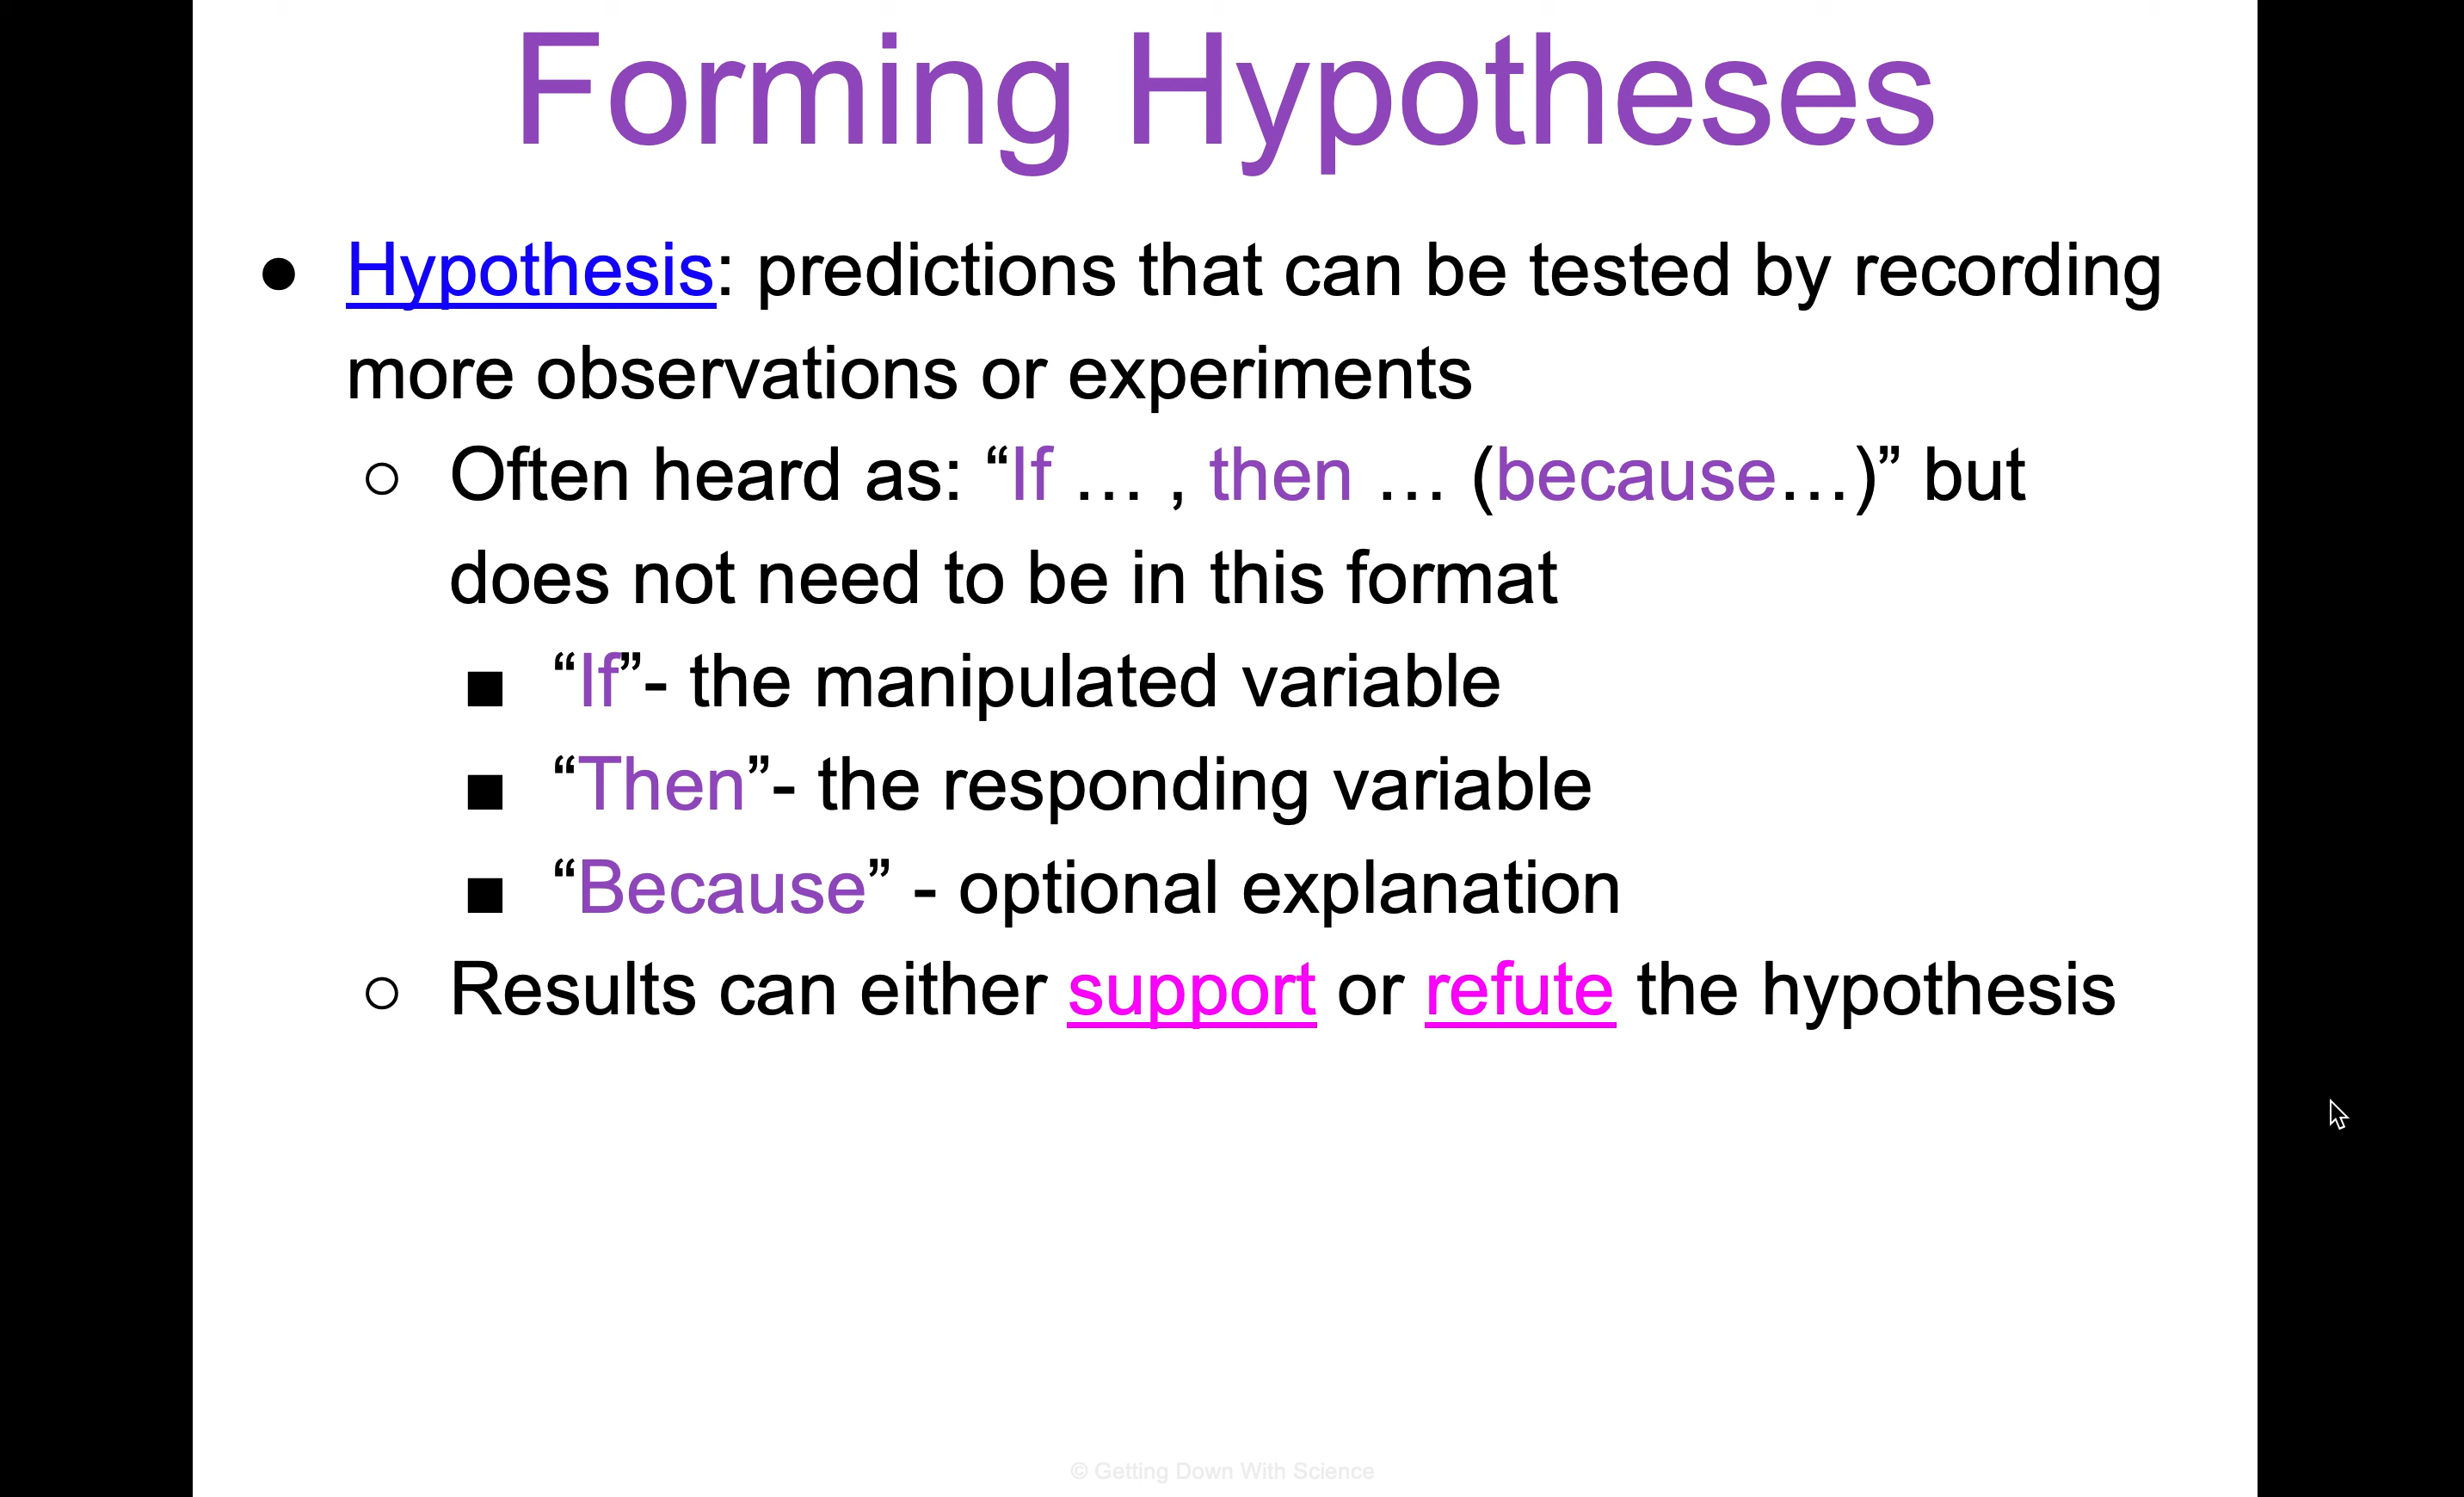 Forming Hypotheses
● Hypothesis: predictions that can be tested by recording
more observations or experiments
○ Often heard as: “If … , then … (because…)” but
does not need to be in this format
■ “If”- the manipulated variable
■ “Then”- the responding variable
■ “Because” - optional explanation
○ Results can either support or refute the hypothesis
© Getting Down With Science